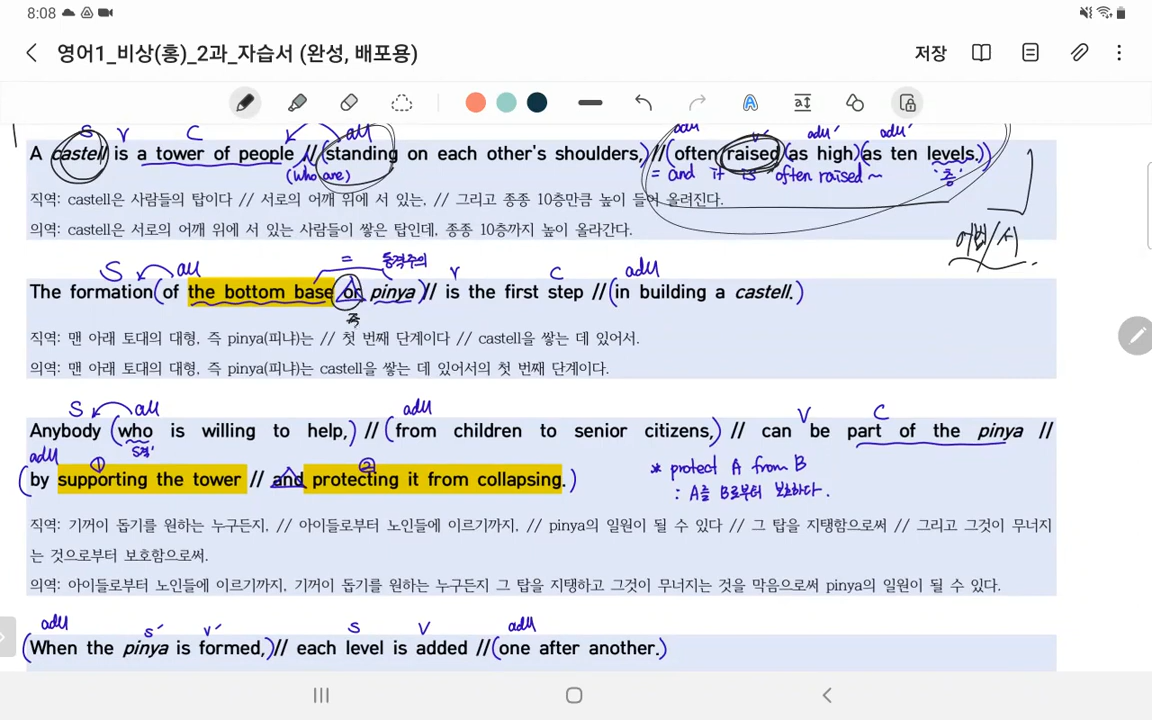 8:08
영어1_비상(홍)_2과_자습서 (완성, 배포용)
저장
S V C adU adU V' adU' adU'
A castell is a tower of people // (standing on each other's shoulders,) // (often raised (as high)(as ten levels.))
(who are) = and it is often raised ~ 층
직역: castell은 사람들의 탑이다 // 서로의 어깨 위에 서 있는, // 그리고 종종 10층만큼 높이 들어 올려진다.
의역: castell은 서로의 어깨 위에 서 있는 사람들이 쌓은 탑인데, 종종 10층까지 높이 올라간다.
어법/서
= 동격주의
S adU V C adU
The formation (of the bottom base or pinya) // is the first step // (in building a castell.)
즉
직역: 맨 아래 토대의 대형, 즉 pinya(피냐)는 // 첫 번째 단계이다 // castell을 쌓는 데 있어서.
의역: 맨 아래 토대의 대형, 즉 pinya(피냐)는 castell을 쌓는 데 있어서의 첫 번째 단계이다.
S adU adU V C
Anybody (who is willing to help,) // (from children to senior citizens,) // can be part of the pinya //
S격'
adU ① ②
(by supporting the tower // and protecting it from collapsing.)
* protect A from B
: A를 B로부터 보호하다.
직역: 기꺼이 돕기를 원하는 누구든지, // 아이들로부터 노인들에 이르기까지, // pinya의 일원이 될 수 있다 // 그 탑을 지탱함으로써 // 그리고 그것이 무너지
는 것으로부터 보호함으로써.
의역: 아이들로부터 노인들에 이르기까지, 기꺼이 돕기를 원하는 누구든지 그 탑을 지탱하고 그것이 무너지는 것을 막음으로써 pinya의 일원이 될 수 있다.
adU S' V' S V adU
(When the pinya is formed,) // each level is added // (one after another.)